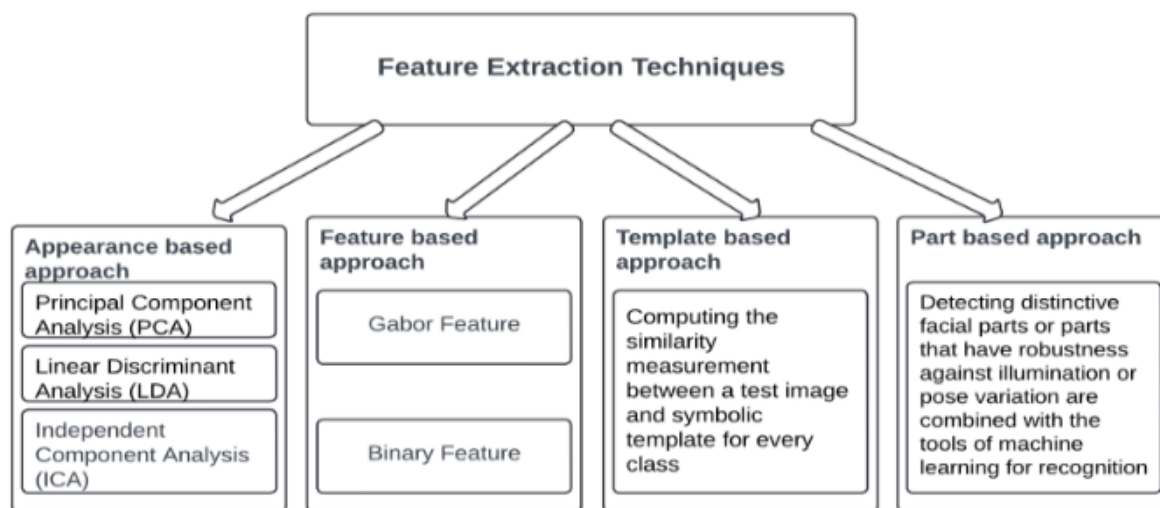 Feature Extraction Techniques
Appearance based
approach
Principal Component
Analysis (PCA)
Linear Discriminant
Analysis (LDA)
Independent
Component Analysis
(ICA)
Feature based
approach
Gabor Feature
Binary Feature
Template based
approach
Computing the
similarity
measurement
between a test image
and symbolic
template for every
class
Part based approach
Detecting distinctive
facial parts or parts
that have robustness
against illumination or
pose variation are
combined with the
tools of machine
learning for recognition